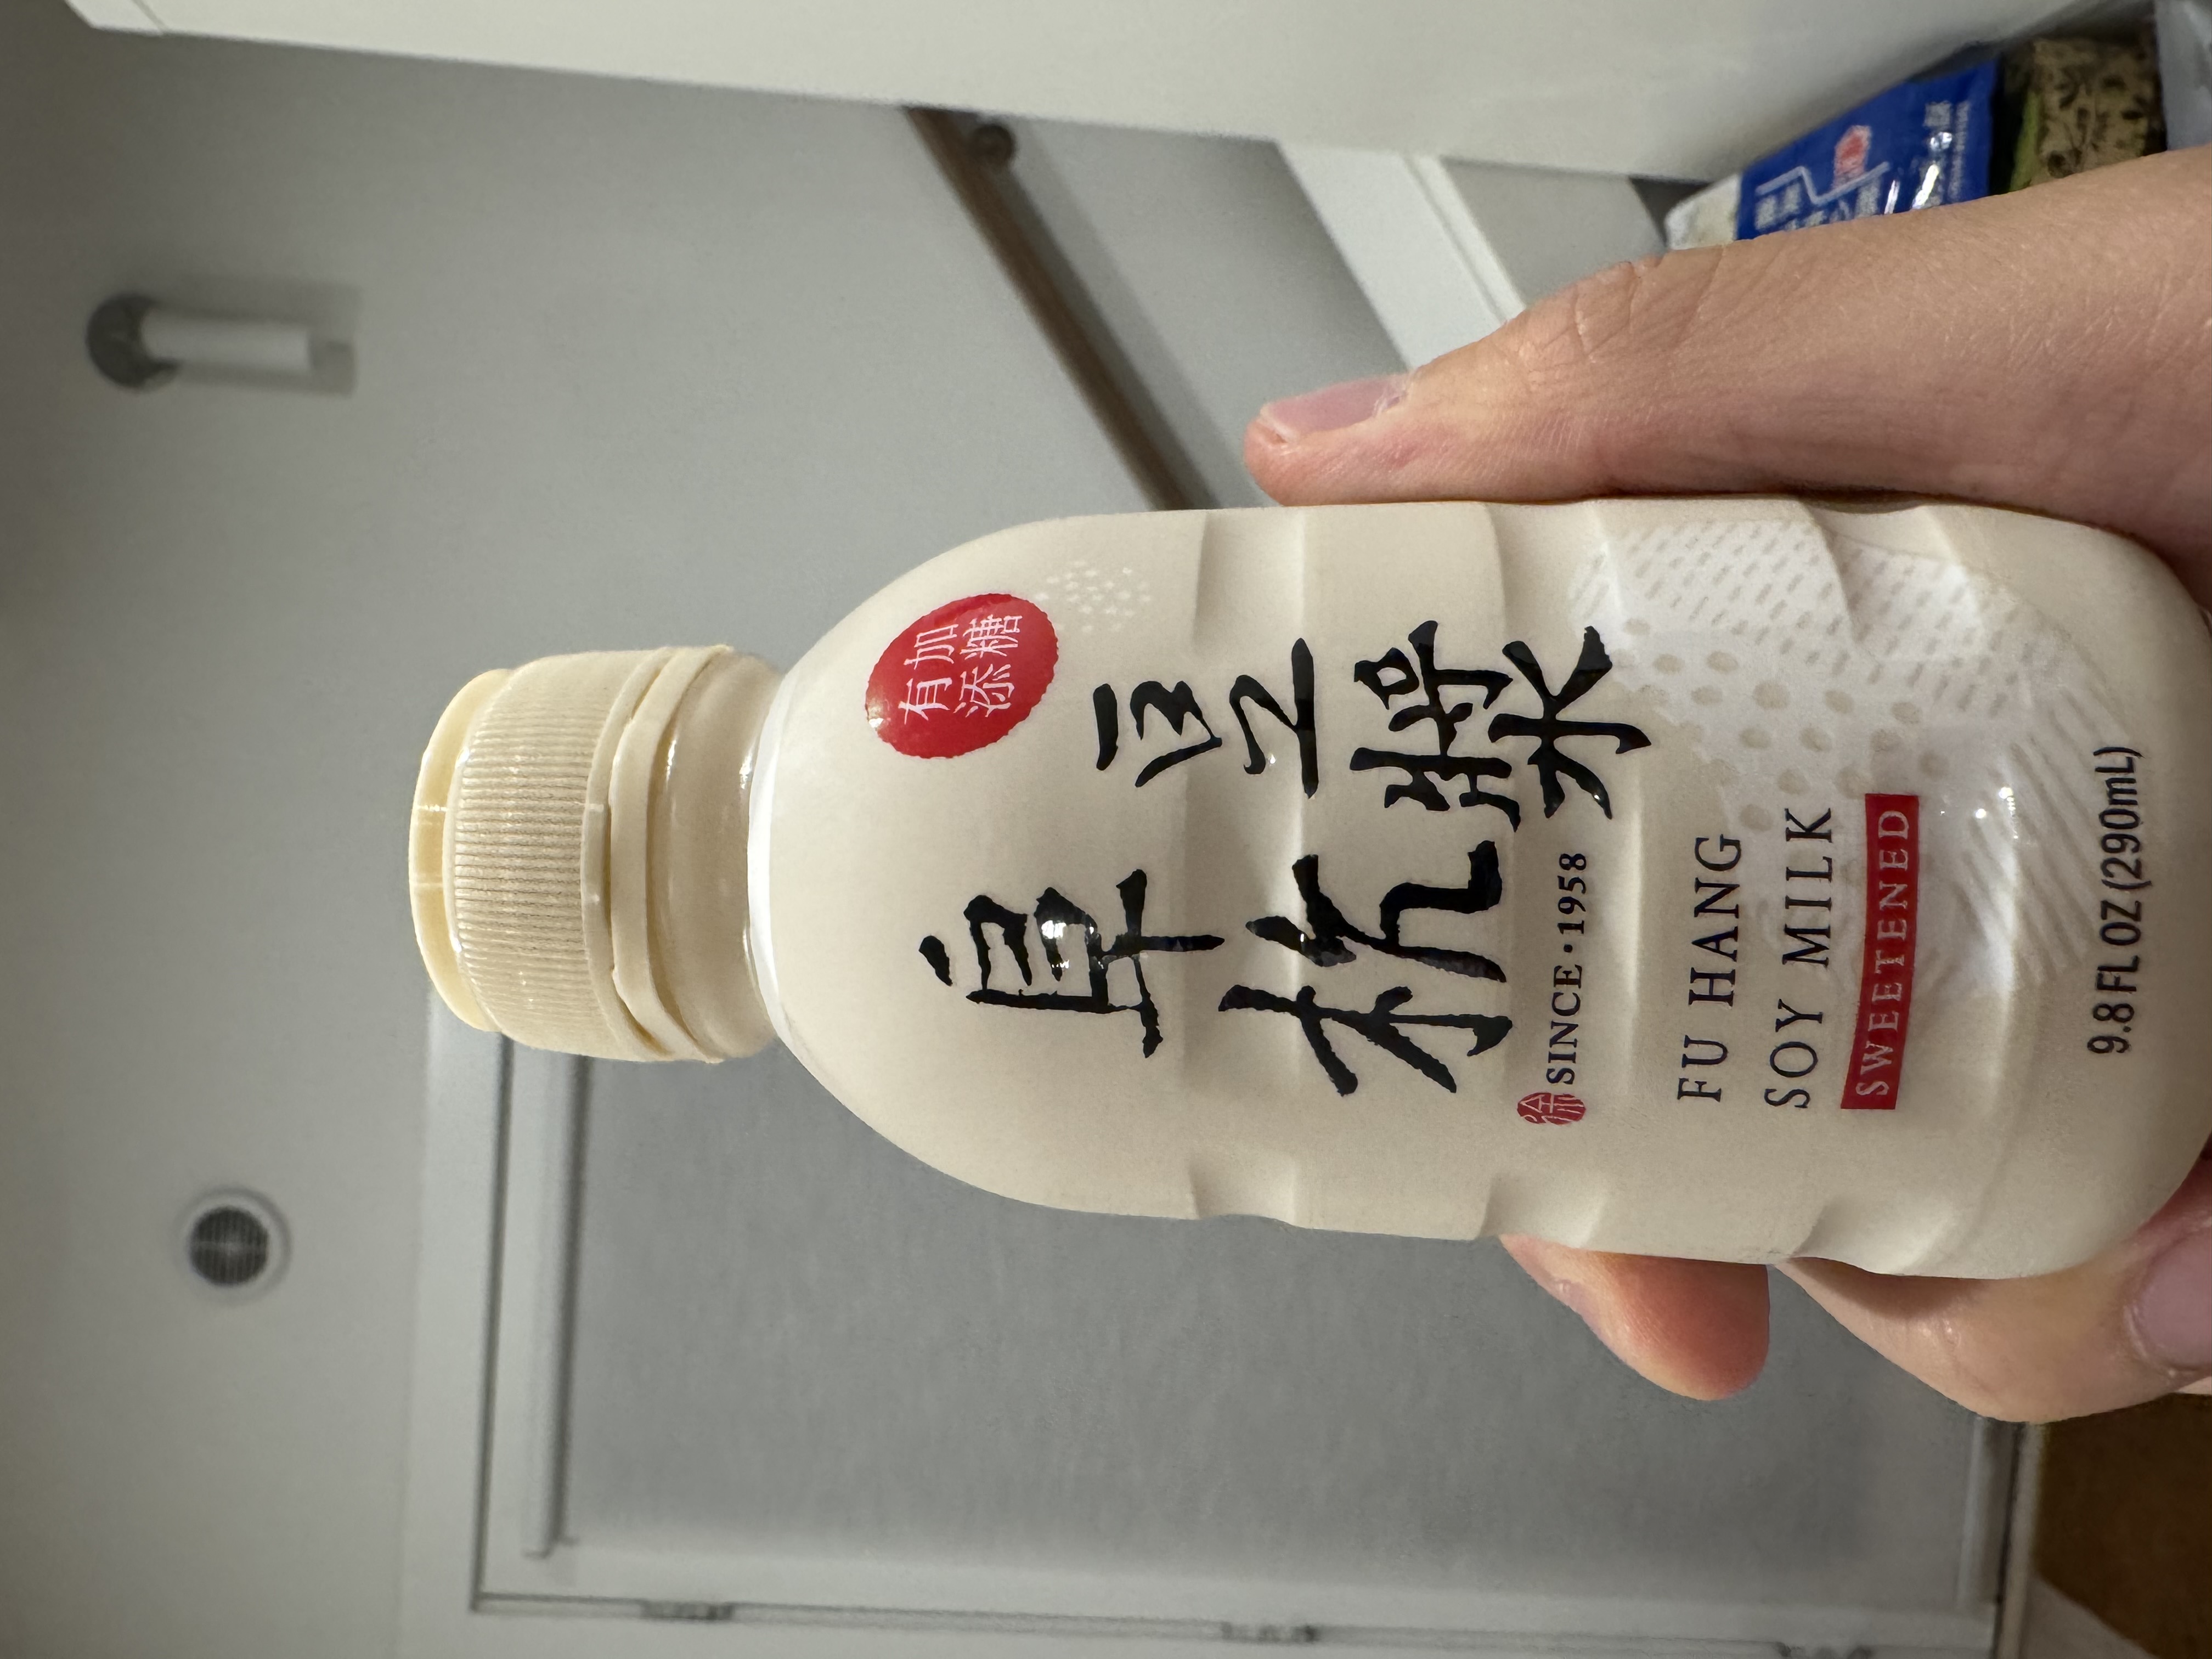 有加
添糖
阜杭
豆漿
徐 SINCE·1958
FU HANG
SOY MILK
SWEETENED
9.8 FL OZ (290mL)